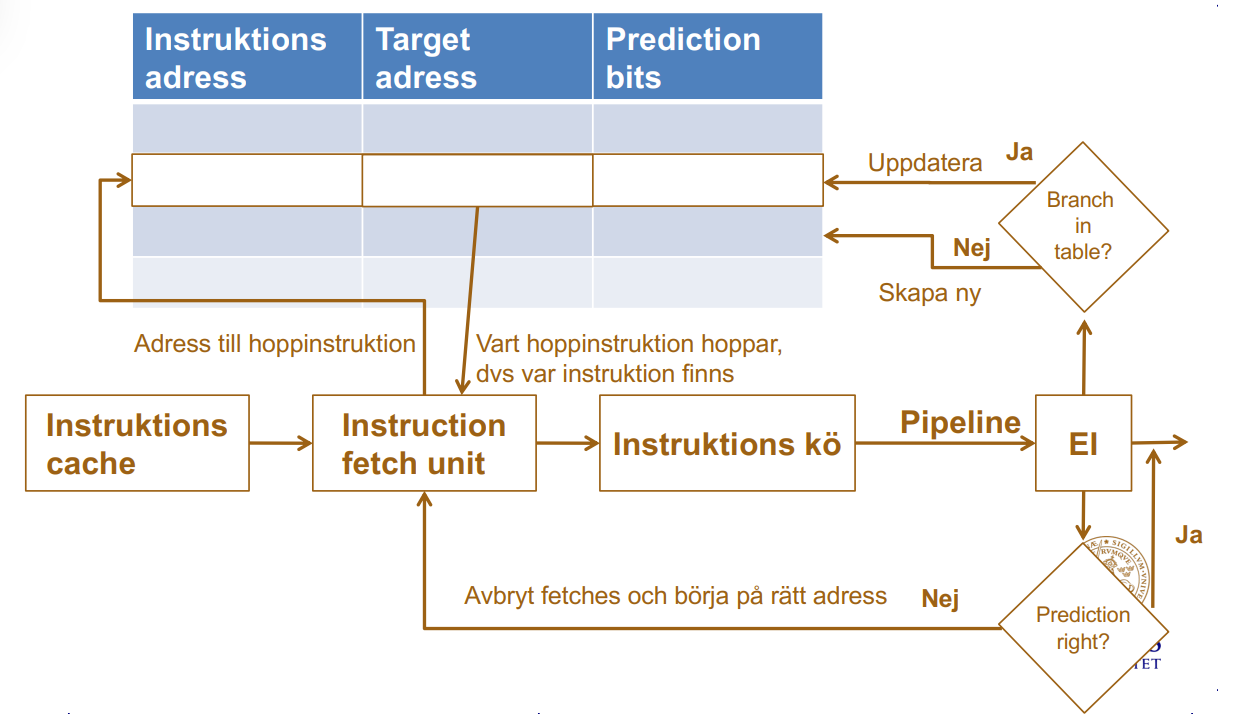 Instruktions
adress
Target
adress
Prediction
bits
Uppdatera
Ja
Branch
in
table?
Nej
Skapa ny
Adress till hoppinstruktion
Vart hoppinstruktion hoppar,
dvs var instruktion finns
Instruktions
cache
Instruction
fetch unit
Instruktions kö
Pipeline
EI
Ja
Avbryt fetches och börja på rätt adress
Nej
Prediction
right?